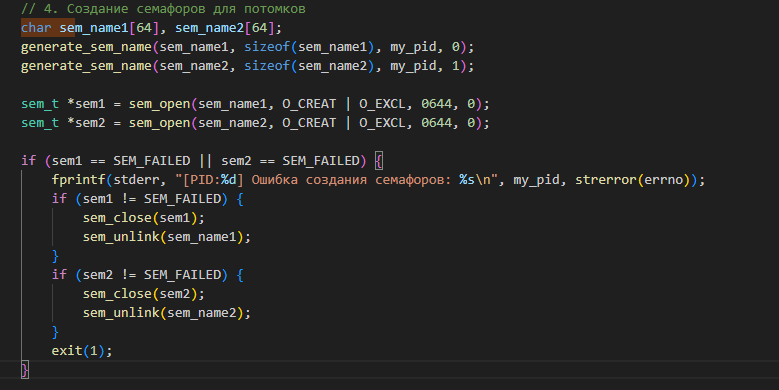 // 4. Создание семафоров для потомков
char sem_name1[64], sem_name2[64];
generate_sem_name(sem_name1, sizeof(sem_name1), my_pid, 0);
generate_sem_name(sem_name2, sizeof(sem_name2), my_pid, 1);
sem_t *sem1 = sem_open(sem_name1, O_CREAT | O_EXCL, 0644, 0);
sem_t *sem2 = sem_open(sem_name2, O_CREAT | O_EXCL, 0644, 0);
if (sem1 == SEM_FAILED || sem2 == SEM_FAILED) {
fprintf(stderr, "[PID:%d] Ошибка создания семафоров: %s\n", my_pid, strerror(errno));
if (sem1 != SEM_FAILED) {
sem_close(sem1);
sem_unlink(sem_name1);
}
if (sem2 != SEM_FAILED) {
sem_close(sem2);
sem_unlink(sem_name2);
}
exit(1);
}